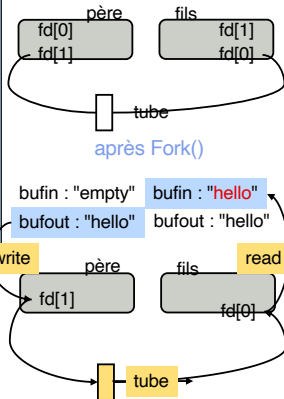 père fils
fd[0] fd[1]
fd[1] fd[0]
tube
après Fork()
bufin : "empty" bufin : "hello"
bufout : "hello" bufout : "hello"
write read
père fils
fd[1]
fd[0]
tube